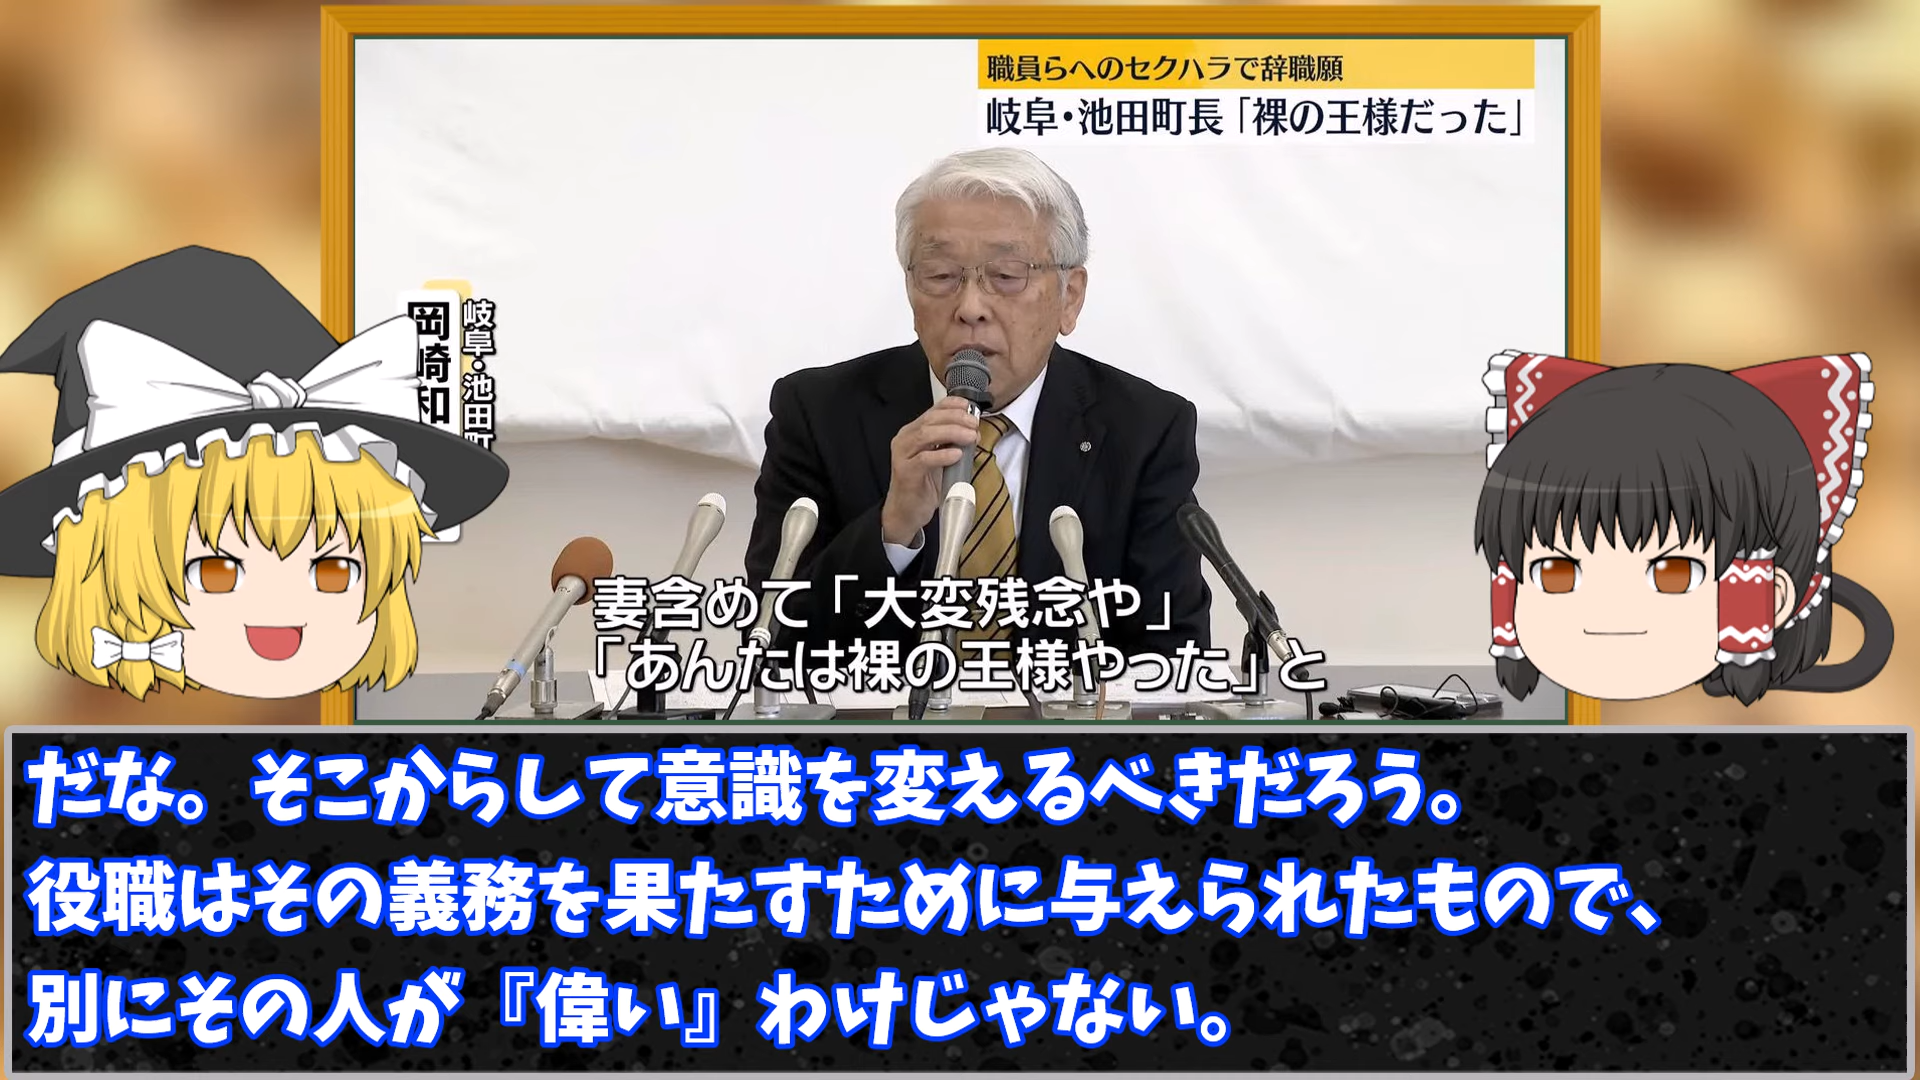 職員らへのセクハラで辞職願
岐阜・池田町長「裸の王様だった」
岐阜・池田町
岡崎和
妻含めて「大変残念や」
「あんたは裸の王様やった」と
だな。そこからして意識を変えるべきだろう。
役職はその義務を果たすために与えられたもので、
別にその人が『偉い』わけじゃない。